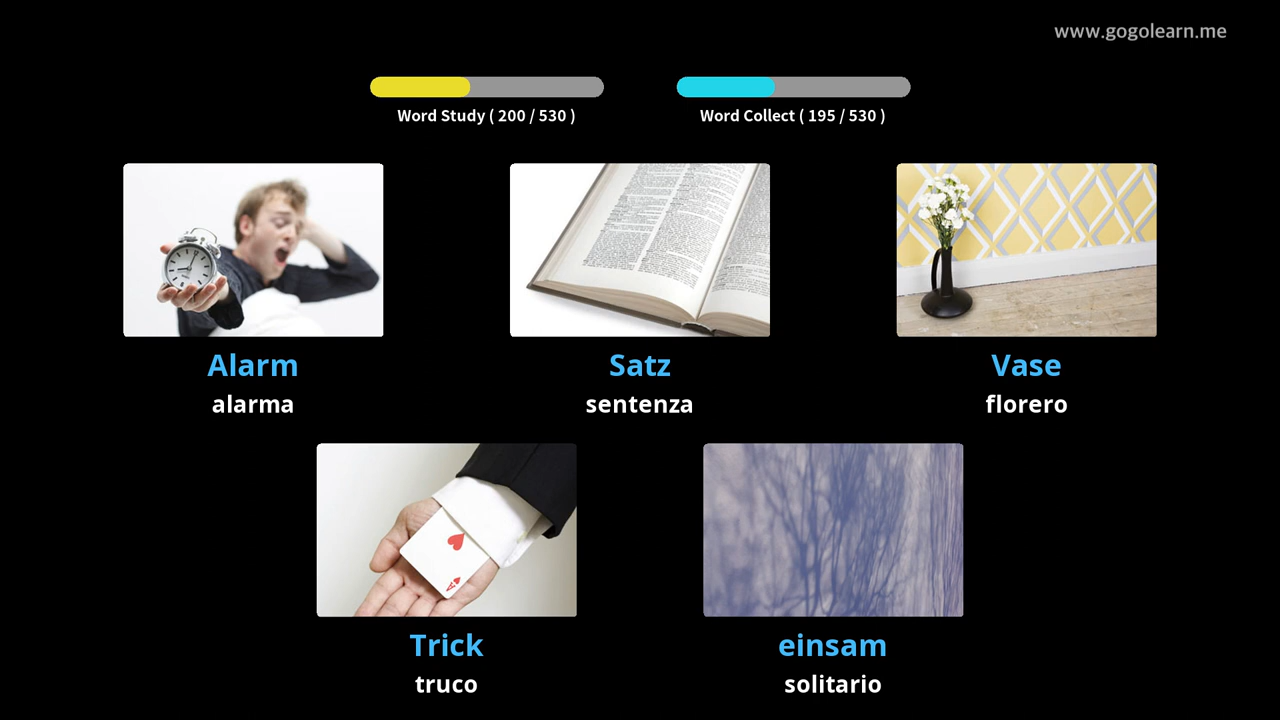 www.gogolearn.me
Word Study ( 200 / 530 )
Word Collect ( 195 / 530 )
Alarm
alarma
Satz
sentenza
Vase
florero
Trick
truco
einsam
solitario